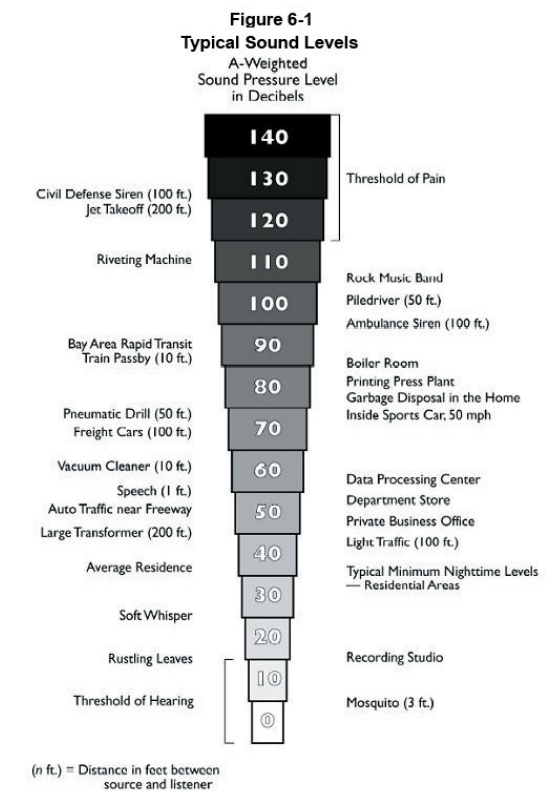 Figure 6-1
Typical Sound Levels
A-Weighted
Sound Pressure Level
in Decibels
140
130
Threshold of Pain
Civil Defense Siren (100 ft.)
Jet Takeoff (200 ft.)
120
Riveting Machine
110
Rock Music Band
100
Piledriver (50 ft.)
Ambulance Siren (100 ft.)
Bay Area Rapid Transit
Train Passby (10 ft.)
90
Boiler Room
80
Printing Press Plant
Garbage Disposal in the Home
Inside Sports Car, 50 mph
Pneumatic Drill (50 ft.)
Freight Cars (100 ft.)
70
Vacuum Cleaner (10 ft.)
60
Data Processing Center
Speech (1 ft.)
Department Store
Auto Traffic near Freeway
50
Private Business Office
Large Transformer (200 ft.)
Light Traffic (100 ft.)
40
Average Residence
Typical Minimum Nighttime Levels
— Residential Areas
30
Soft Whisper
20
Rustling Leaves
Recording Studio
10
Threshold of Hearing
Mosquito (3 ft.)
0
(n ft.) = Distance in feet between
source and listener